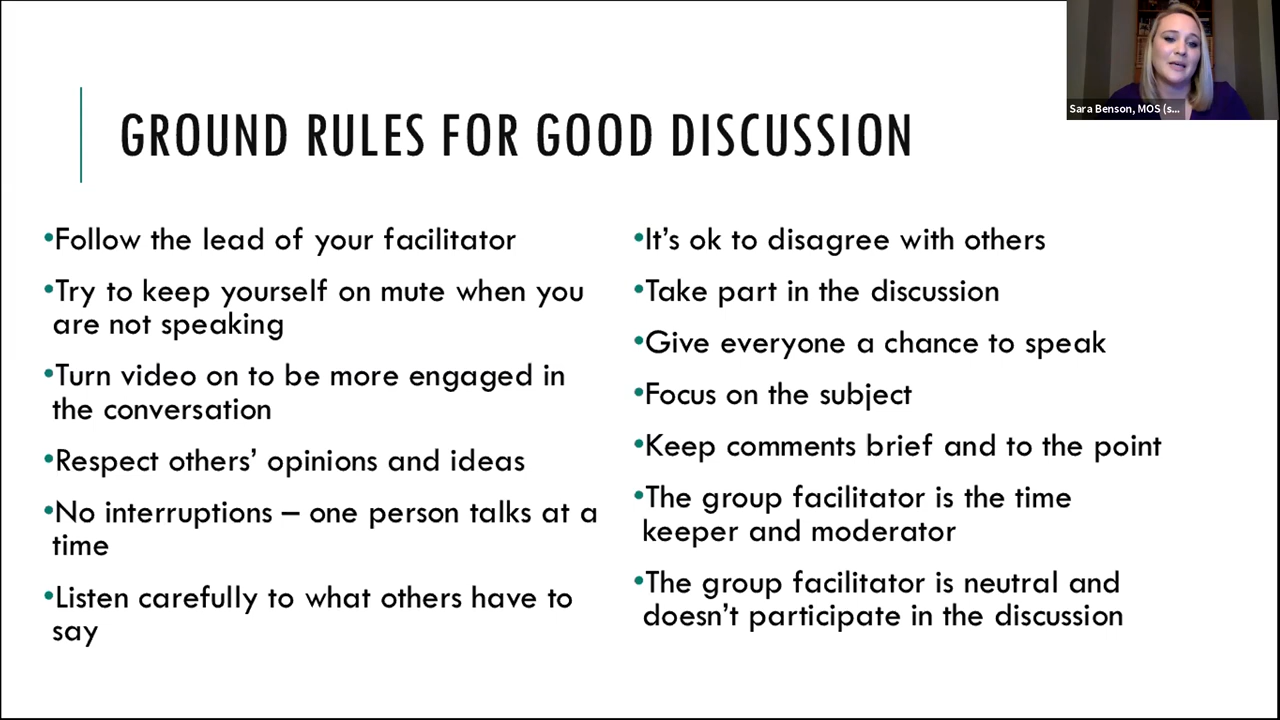 GROUND RULES FOR GOOD DISCUSSION
•Follow the lead of your facilitator
•Try to keep yourself on mute when you
are not speaking
•Turn video on to be more engaged in
the conversation
•Respect others’ opinions and ideas
•No interruptions – one person talks at a
time
•Listen carefully to what others have to
say
•It’s ok to disagree with others
•Take part in the discussion
•Give everyone a chance to speak
•Focus on the subject
•Keep comments brief and to the point
•The group facilitator is the time
keeper and moderator
•The group facilitator is neutral and
doesn’t participate in the discussion
Sara Benson, MOS (s...